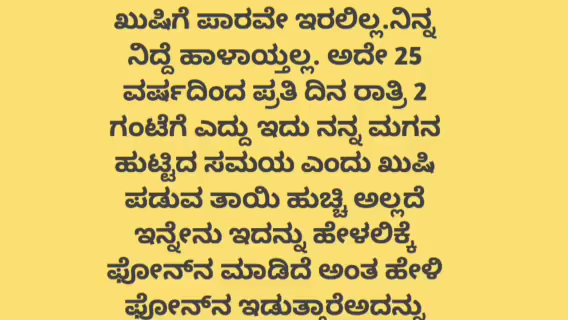 ಖುಷಿಗೆ ಪಾರವೇ ಇರಲಿಲ್ಲ.ನಿನ್ನ
ನಿದ್ದೆ ಹಾಳಾಯ್ತಲ್ಲ. ಅದೇ 25
ವರ್ಷದಿಂದ ಪ್ರತಿ ದಿನ ರಾತ್ರಿ 2
ಗಂಟೆಗೆ ಎದ್ದು ಇದು ನನ್ನ ಮಗನ
ಹುಟ್ಟಿದ ಸಮಯ ಎಂದು ಖುಷಿ
ಪಡುವ ತಾಯಿ ಹುಚ್ಚಿ ಅಲ್ಲದೆ
ಇನ್ನೇನು ಇದನ್ನು ಹೇಳಲಿಕ್ಕೆ
ಫೋನ್‌ನ ಮಾಡಿದೆ ಅಂತ ಹೇಳಿ
ಫೋನ್‌ನ ಇಡುತ್ತಾರೆಅದನ್ನು